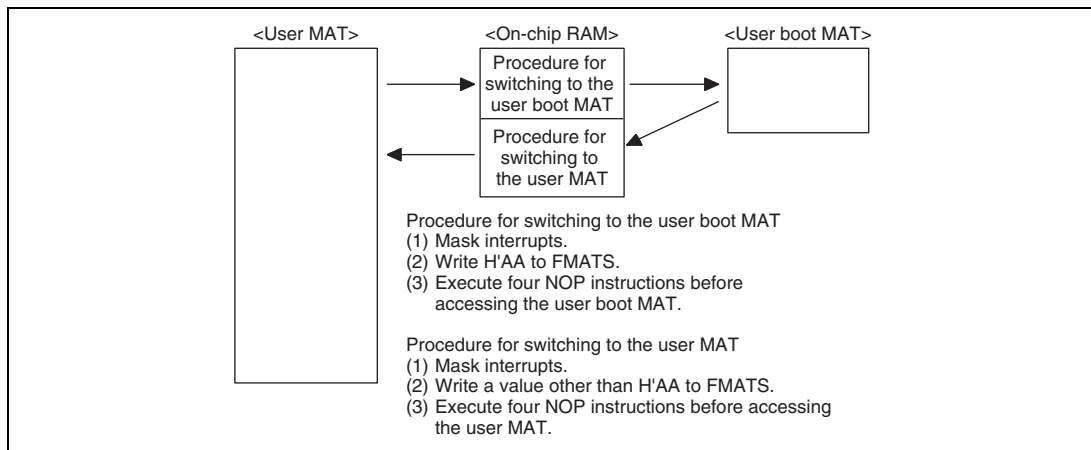 <User MAT>
<On-chip RAM>
<User boot MAT>
Procedure for
switching to the
user boot MAT
Procedure for
switching to
the user MAT
Procedure for switching to the user boot MAT
(1) Mask interrupts.
(2) Write H'AA to FMATS.
(3) Execute four NOP instructions before
accessing the user boot MAT.
Procedure for switching to the user MAT
(1) Mask interrupts.
(2) Write a value other than H'AA to FMATS.
(3) Execute four NOP instructions before accessing
the user MAT.